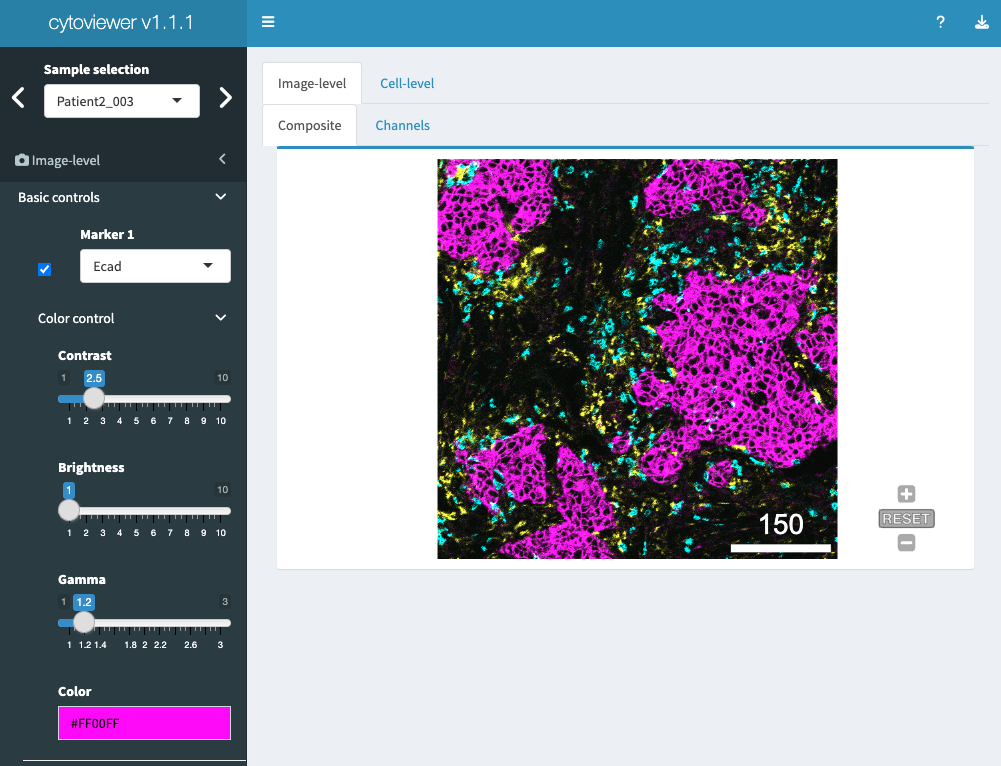 cytoviewer v1.1.1
?
Sample selection
Patient2_003
Image-level
Basic controls
Marker 1
Ecad
Color control
Contrast
1 2.5 10
1 2 3 4 5 6 7 8 9 10
Brightness
1 10
1 2 3 4 5 6 7 8 9 10
Gamma
1 1.2 3
1 1.2 1.4 1.8 2 2.2 2.6 3
Color
#FF00FF
Image-level Cell-level
Composite Channels
150
RESET